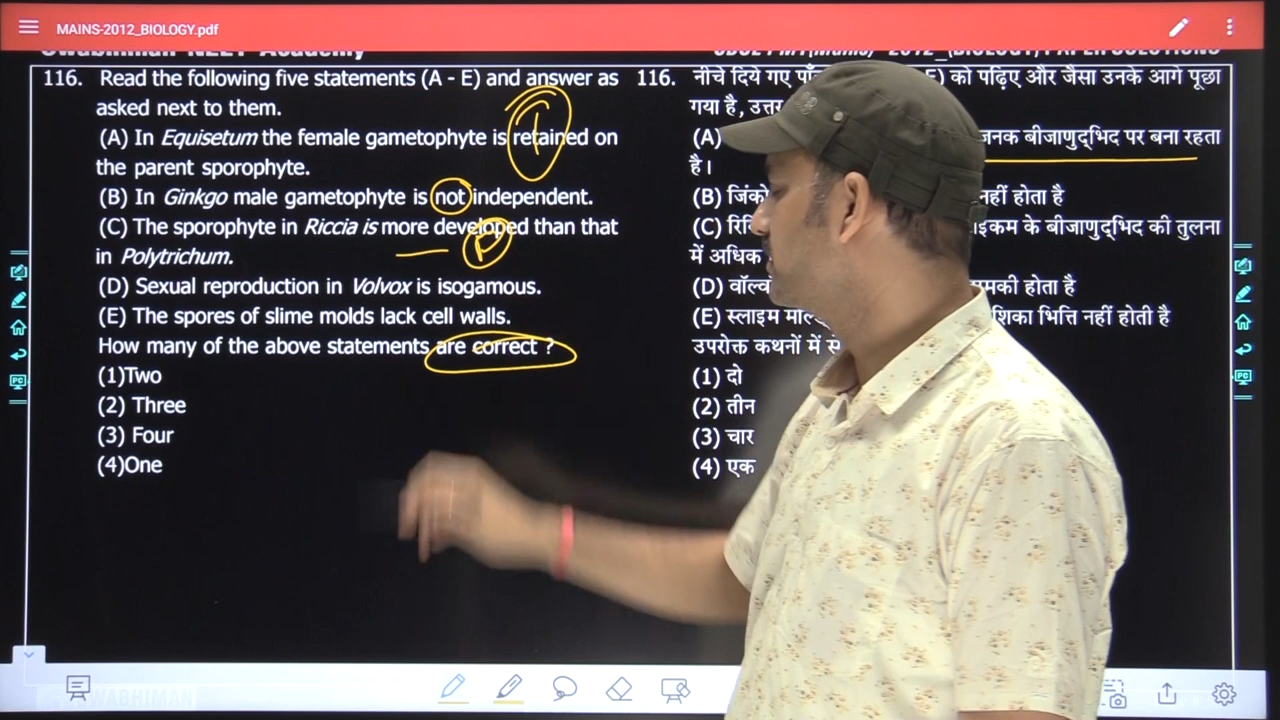 MAINS-2012_BIOLOGY.pdf
116. Read the following five statements (A - E) and answer as
asked next to them.
(A) In Equisetum the female gametophyte is retained on
the parent sporophyte.
(B) In Ginkgo male gametophyte is not independent.
(C) The sporophyte in Riccia is more developed than that
in Polytrichum.
(D) Sexual reproduction in Volvox is isogamous.
(E) The spores of slime molds lack cell walls.
How many of the above statements are correct ?
(1)Two
(2) Three
(3) Four
(4)One
116. नीचे दिये गए को पढ़िए और जैसा उनके आगे पूछा
गया है, उत्तर
(A) बीजाणुद्भिद पर बना रहता
है।
(B) नहीं होता है
(C) के बीजाणुद्भिद की तुलना
में अधिक
(D) होता है
(E) स्लाइम भित्ति नहीं होती है
उपरोक्त कथनों में से
(1) दो
(2) तीन
(3) चार
(4) एक
PC
PC
SWABHIMAN